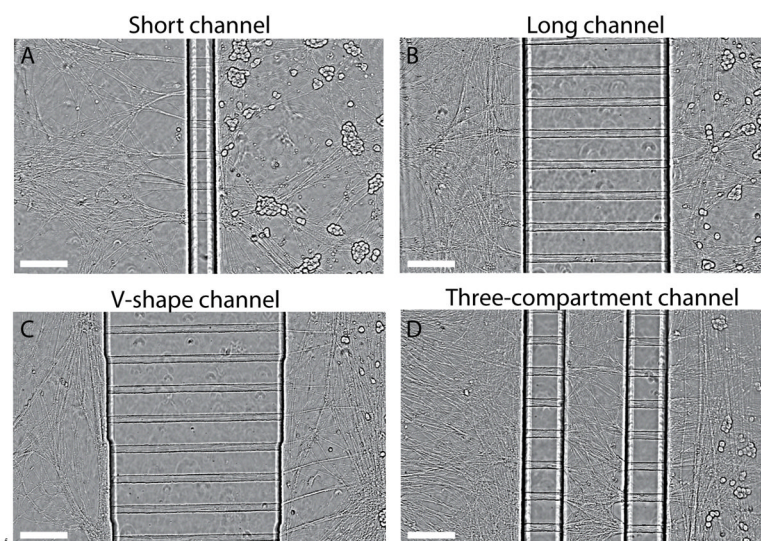 Short channel
Long channel
A
B
V-shape channel
Three-compartment channel
C
D